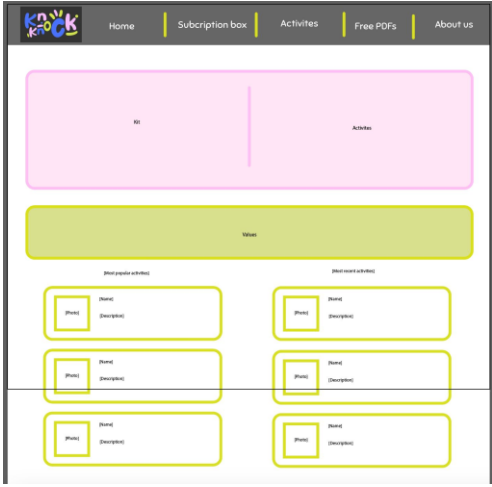 Knock
Knock
Home
Subcription box
Activites
Free PDFs
About us
Kit
Activites
Values
[Most popular activities]
[Most recent activities]
[Photo]
[Name]
[Description]
[Photo]
[Name]
[Description]
[Photo]
[Name]
[Description]
[Photo]
[Name]
[Description]
[Photo]
[Name]
[Description]
[Photo]
[Name]
[Description]